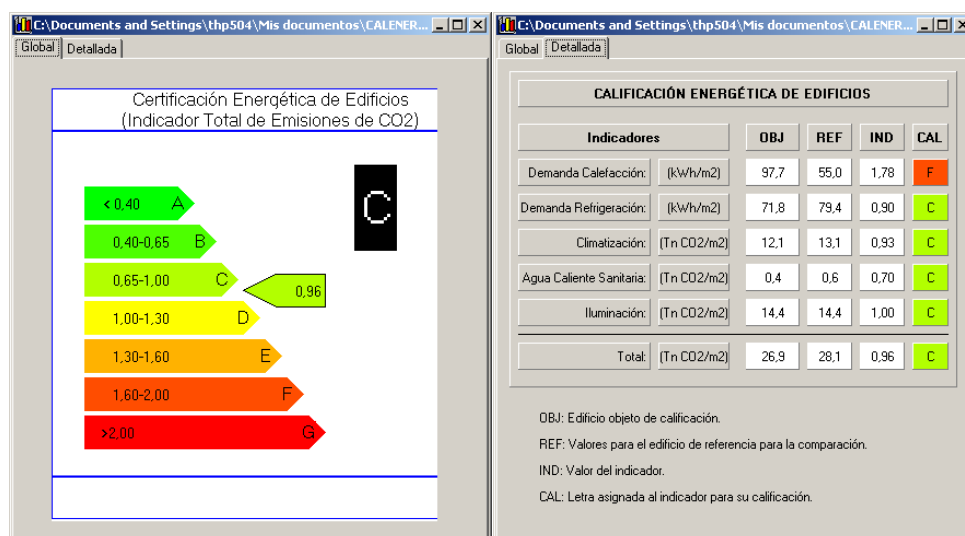 C:\Documents and Settings\thp504\Mis documentos\CALENER...
Global Detallada
Certificación Energética de Edificios
(Indicador Total de Emisiones de CO2)
C
< 0,40 A
0,40-0,65 B
0,65-1,00 C
0,96
1,00-1,30 D
1,30-1,60 E
1,60-2,00 F
>2,00 G
C:\Documents and Settings\thp504\Mis documentos\CALENER...
Global Detallada
CALIFICACIÓN ENERGÉTICA DE EDIFICIOS
Indicadores OBJ REF IND CAL
Demanda Calefacción: (kWh/m2) 97,7 55,0 1,78 F
Demanda Refrigeración: (kWh/m2) 71,8 79,4 0,90 C
Climatización: (Tn CO2/m2) 12,1 13,1 0,93 C
Agua Caliente Sanitaria: (Tn CO2/m2) 0,4 0,6 0,70 C
Iluminación: (Tn CO2/m2) 14,4 14,4 1,00 C
Total: (Tn CO2/m2) 26,9 28,1 0,96 C
OBJ: Edificio objeto de calificación.
REF: Valores para el edificio de referencia para la comparación.
IND: Valor del indicador.
CAL: Letra asignada al indicador para su calificación.